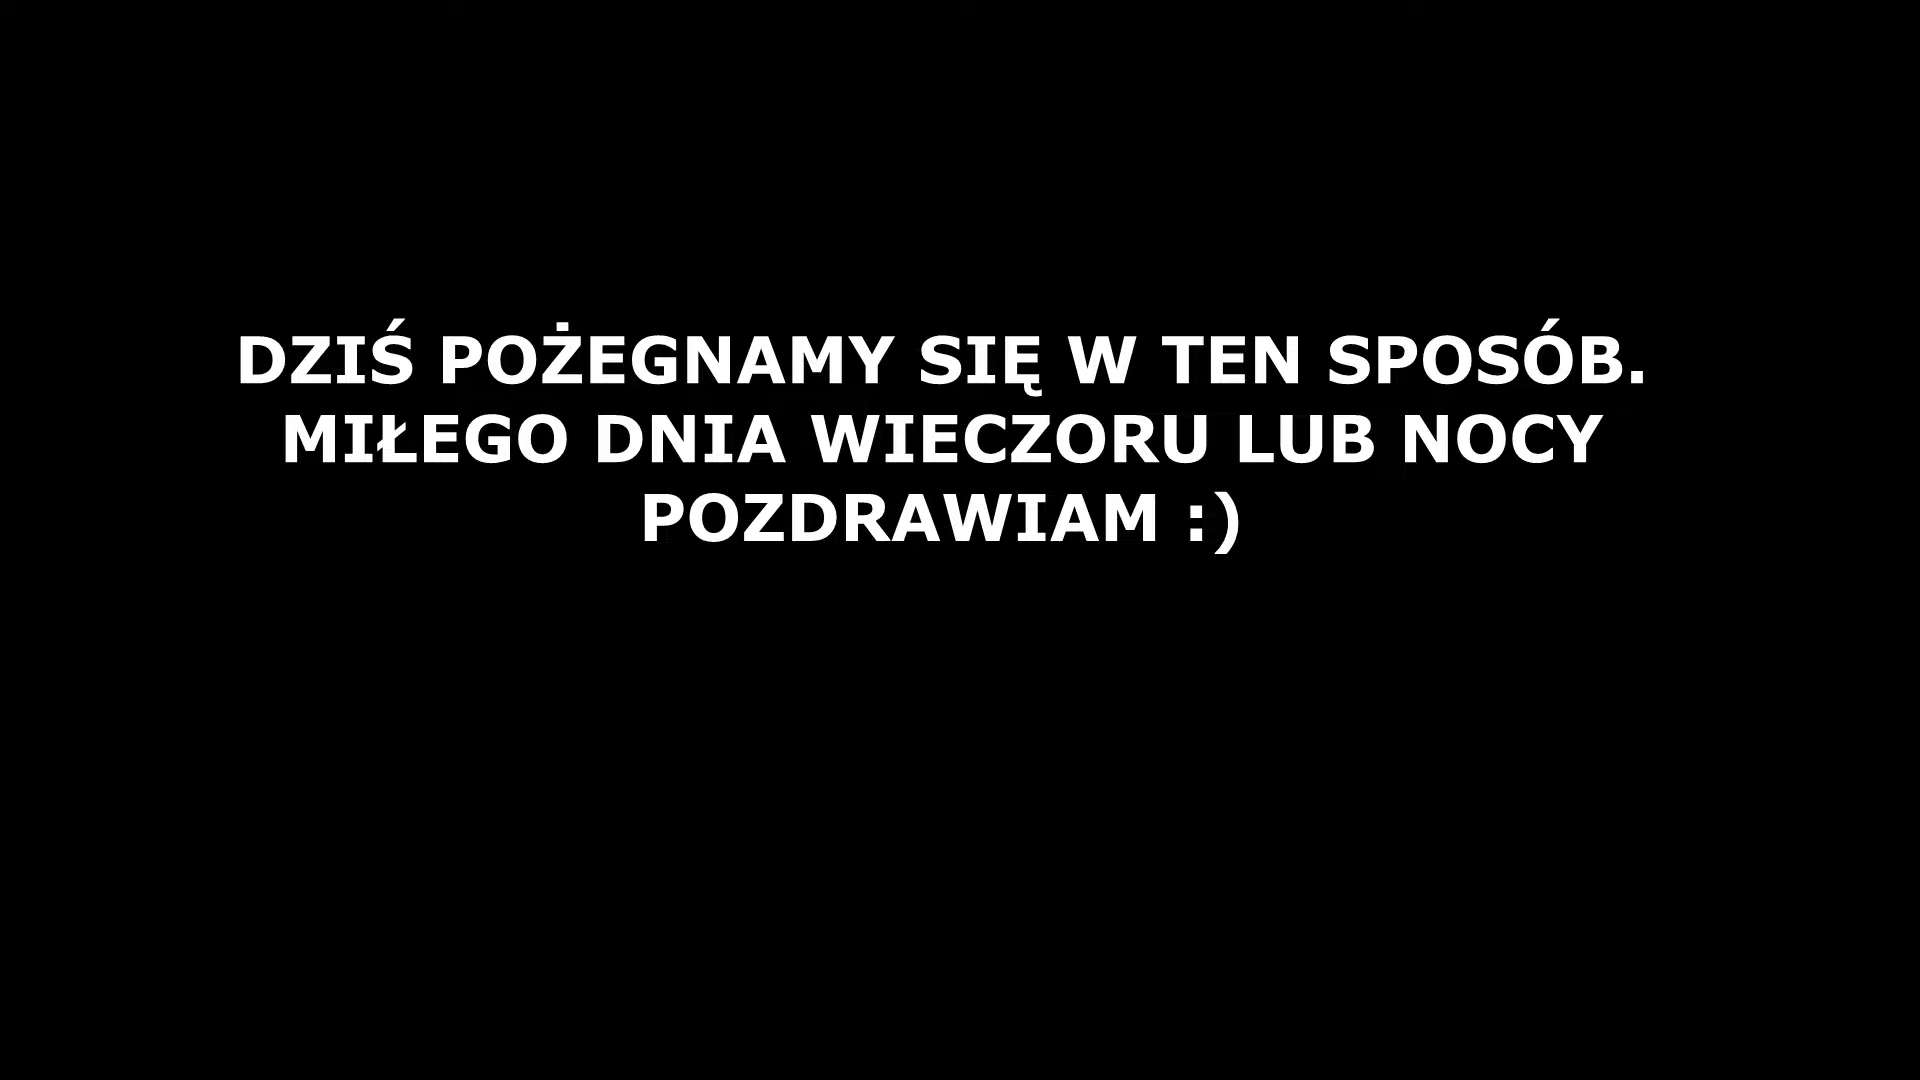 DZIŚ POŻEGNAMY SIĘ W TEN SPOSÓB.
MIŁEGO DNIA WIECZORU LUB NOCY
POZDRAWIAM :)